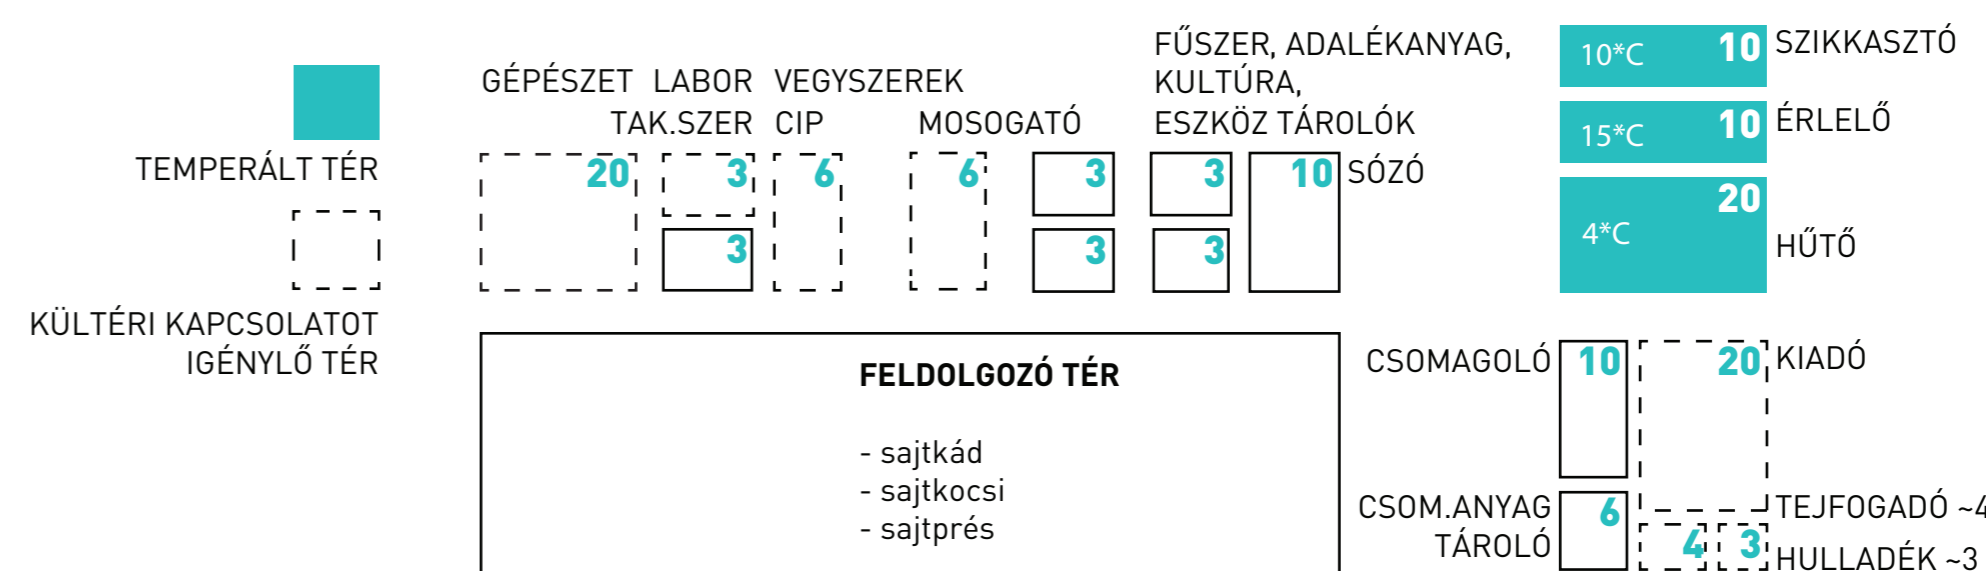 TEMPERÁLT TÉR
KÜLTÉRI KAPCSOLATOT
IGÉNYLŐ TÉR
GÉPÉSZET LABOR VEGYSZEREK
TAK.SZER CIP MOSOGATÓ
FŰSZER, ADALÉKANYAG,
KULTÚRA,
ESZKÖZ TÁROLÓK
20 3 6 6 3 3 10 SÓZÓ
3 3 3
10*C 10 SZIKKASZTÓ
15*C 10 ÉRLELŐ
20
4*C HŰTŐ
FELDOLGOZÓ TÉR
- sajtkád
- sajtkocsi
- sajtprés
CSOMAGOLÓ 10 20 KIADÓ
CSOM.ANYAG 6 TEJFOGADÓ ~4
TÁROLÓ 4 3 HULLADÉK ~3